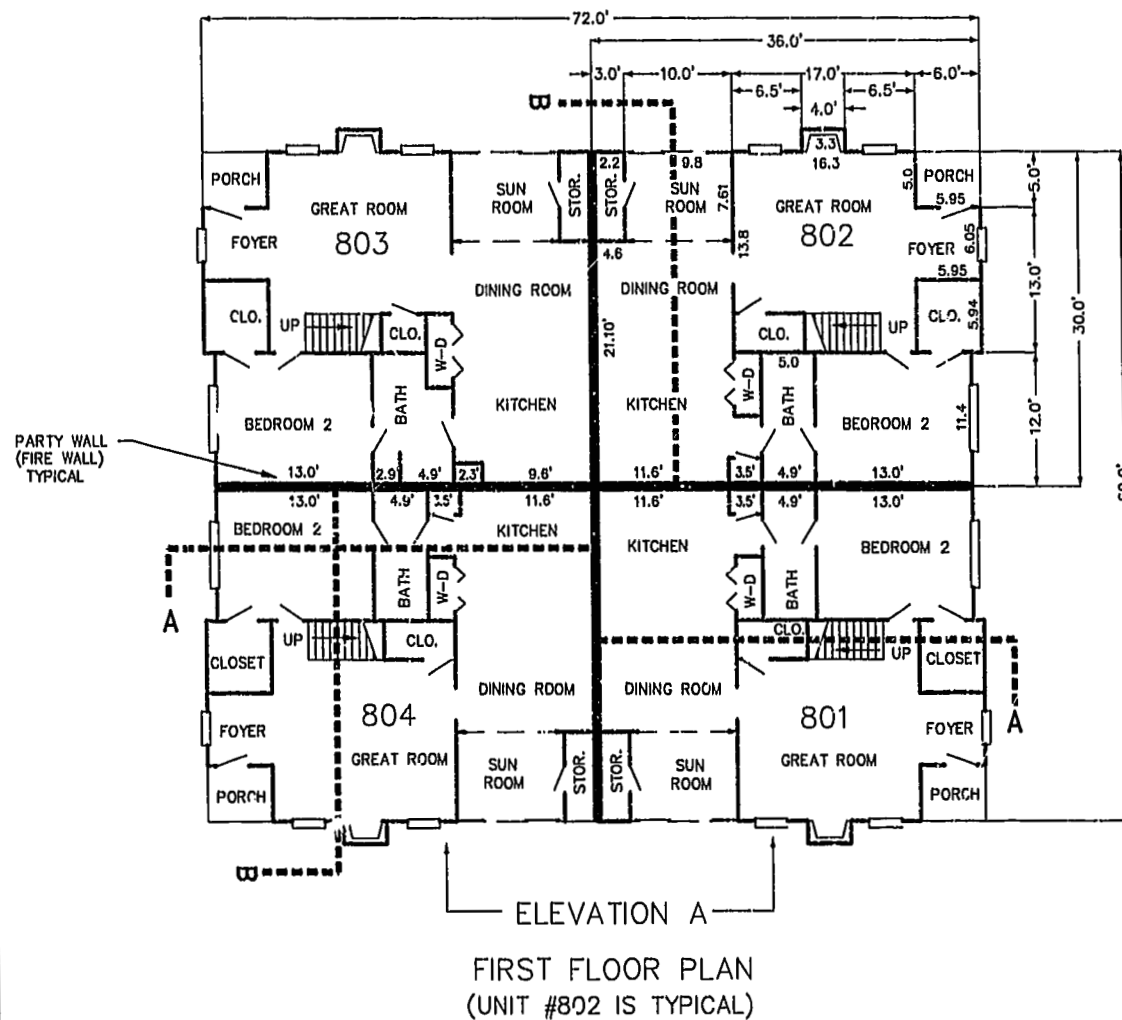 72.0'
36.0'
3.0' 10.0' 17.0' 6.0'
6.5' 6.5'
4.0'
B
3.3
16.3
2.2 9.8
PORCH
SUN ROOM
STOR.
STOR.
SUN ROOM
7.61
5.0
PORCH
5.95
5.0'
GREAT ROOM
803
FOYER
GREAT ROOM
802
FOYER
6.05
5.95
4.6
13.8
13.0'
30.0'
DINING ROOM
DINING ROOM
CLO.
UP
CLO.
W-D
21.10'
CLO.
UP
CLO.
5.94
5.0
W-D
BEDROOM 2
BATH
KITCHEN
KITCHEN
BATH
BEDROOM 2
11.4
12.0'
PARTY WALL
(FIRE WALL)
TYPICAL
13.0' 2.9' 4.9' 2.3' 9.6' 11.6' 3.5' 4.9' 13.0'
13.0' 4.9' 3.5' 11.6' 11.6' 3.5' 4.9' 13.0'
BEDROOM 2
KITCHEN
KITCHEN
BEDROOM 2
A
BATH
W-D
W-D
BATH
UP
CLO.
CLO.
UP
CLOSET
CLOSET
DINING ROOM
DINING ROOM
A
FOYER
804
GREAT ROOM
801
GREAT ROOM
FOYER
SUN
ROOM
STOR.
STOR.
SUN
ROOM
PORCH
PORCH
B
ELEVATION A
FIRST FLOOR PLAN
(UNIT #802 IS TYPICAL)